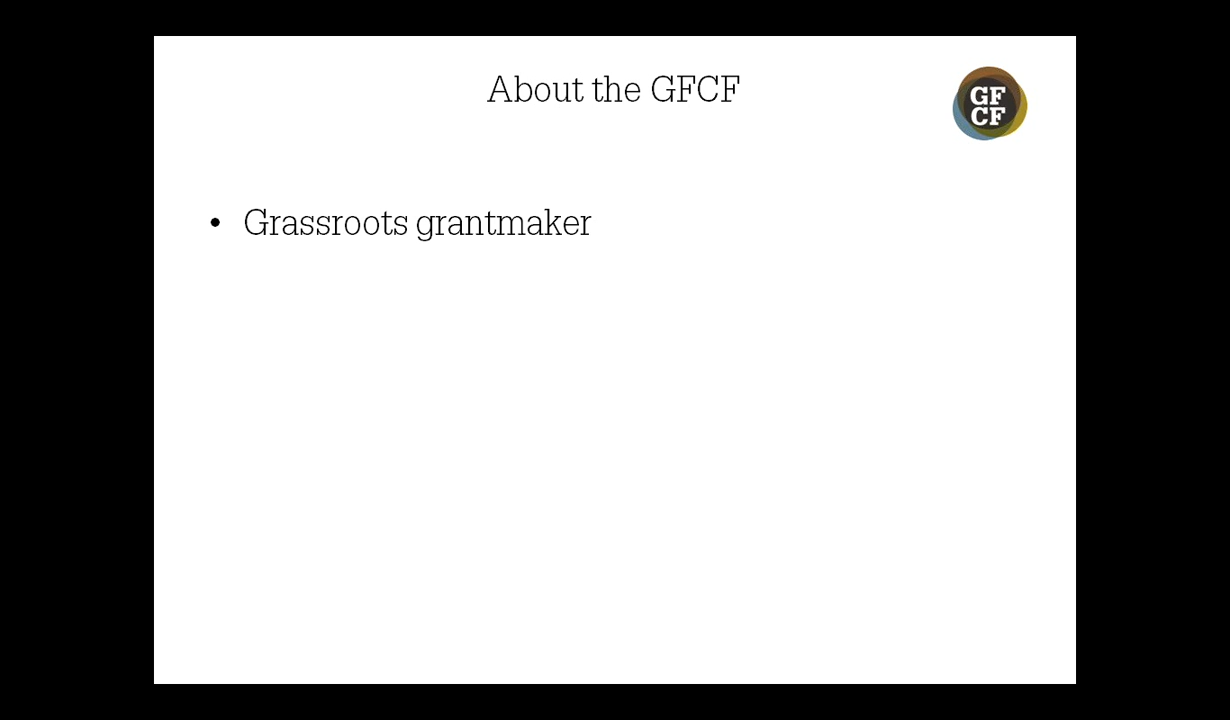 About the GFCF
GF
CF
• Grassroots grantmaker